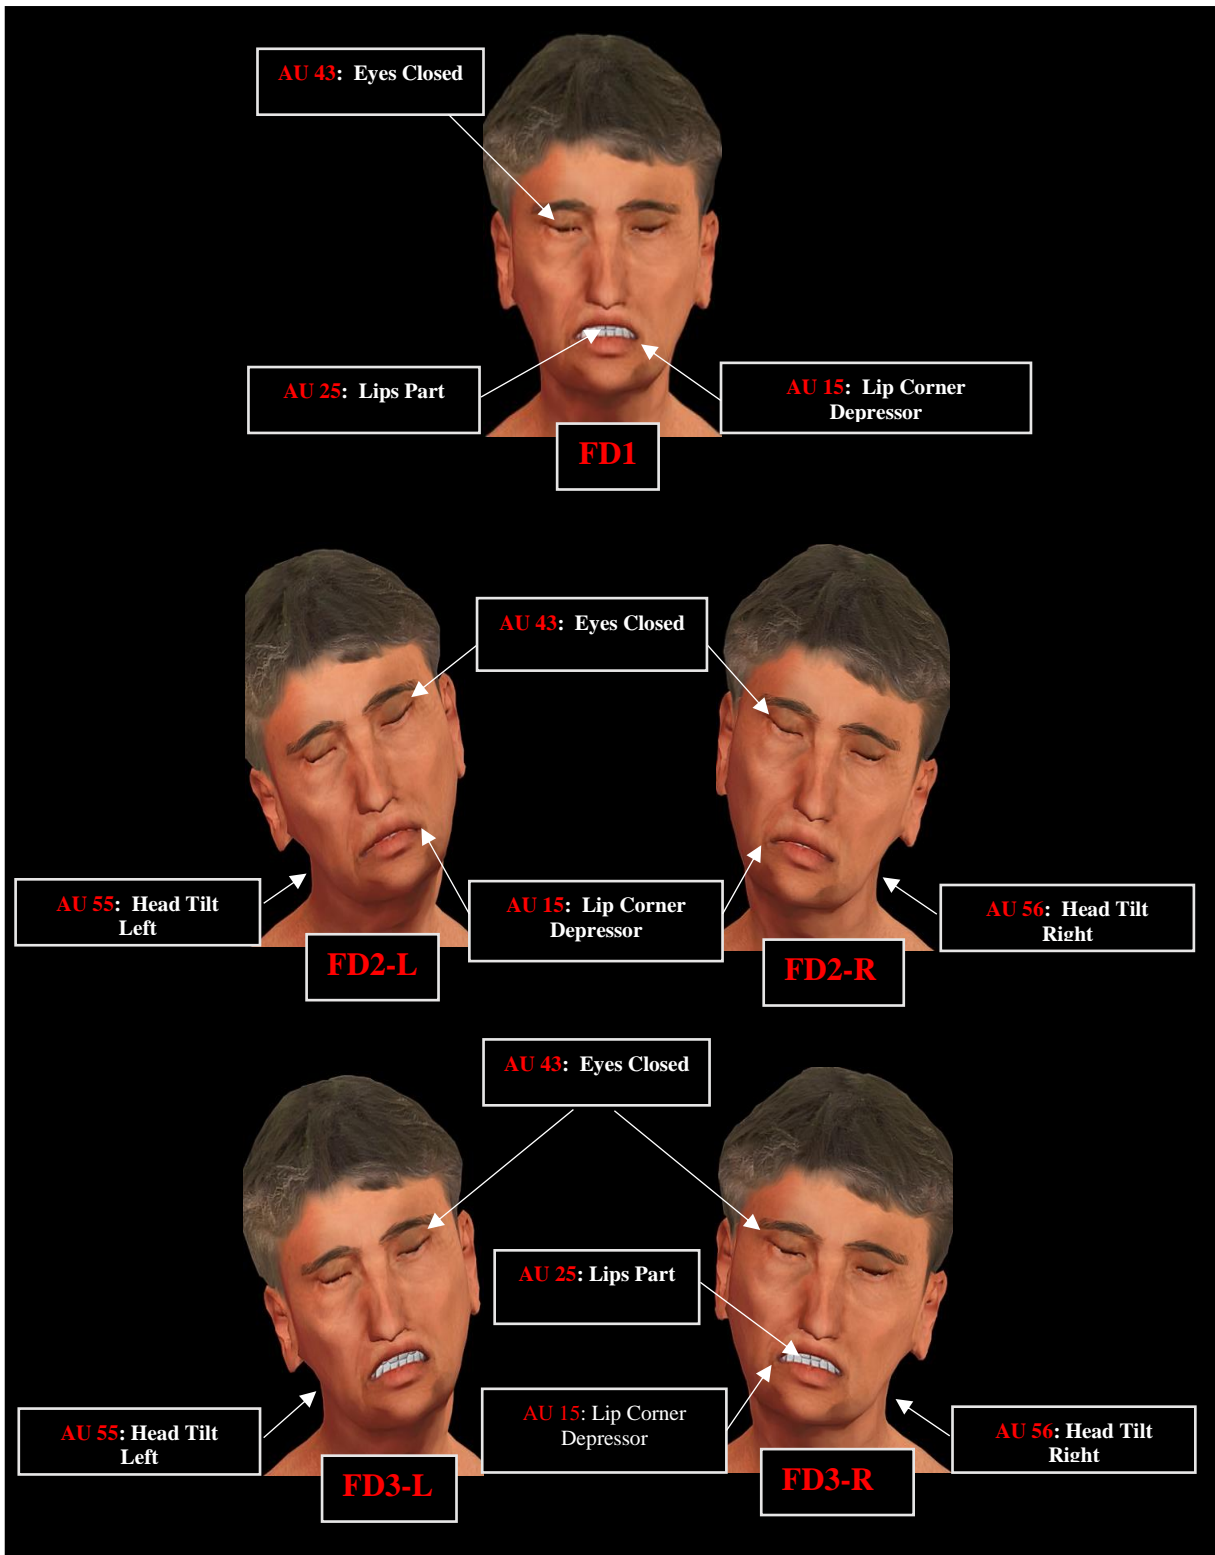 AU 43:  Eyes Closed
AU 25:  Lips Part
AU 15:  Lip Corner
Depressor
FD1
AU 43:  Eyes Closed
AU 55:  Head Tilt
Left
AU 15:  Lip Corner
Depressor
AU 56:  Head Tilt
Right
FD2-L
FD2-R
AU 43:  Eyes Closed
AU 25: Lips Part
AU 15: Lip Corner
Depressor
AU 55: Head Tilt
Left
AU 56: Head Tilt
Right
FD3-L
FD3-R